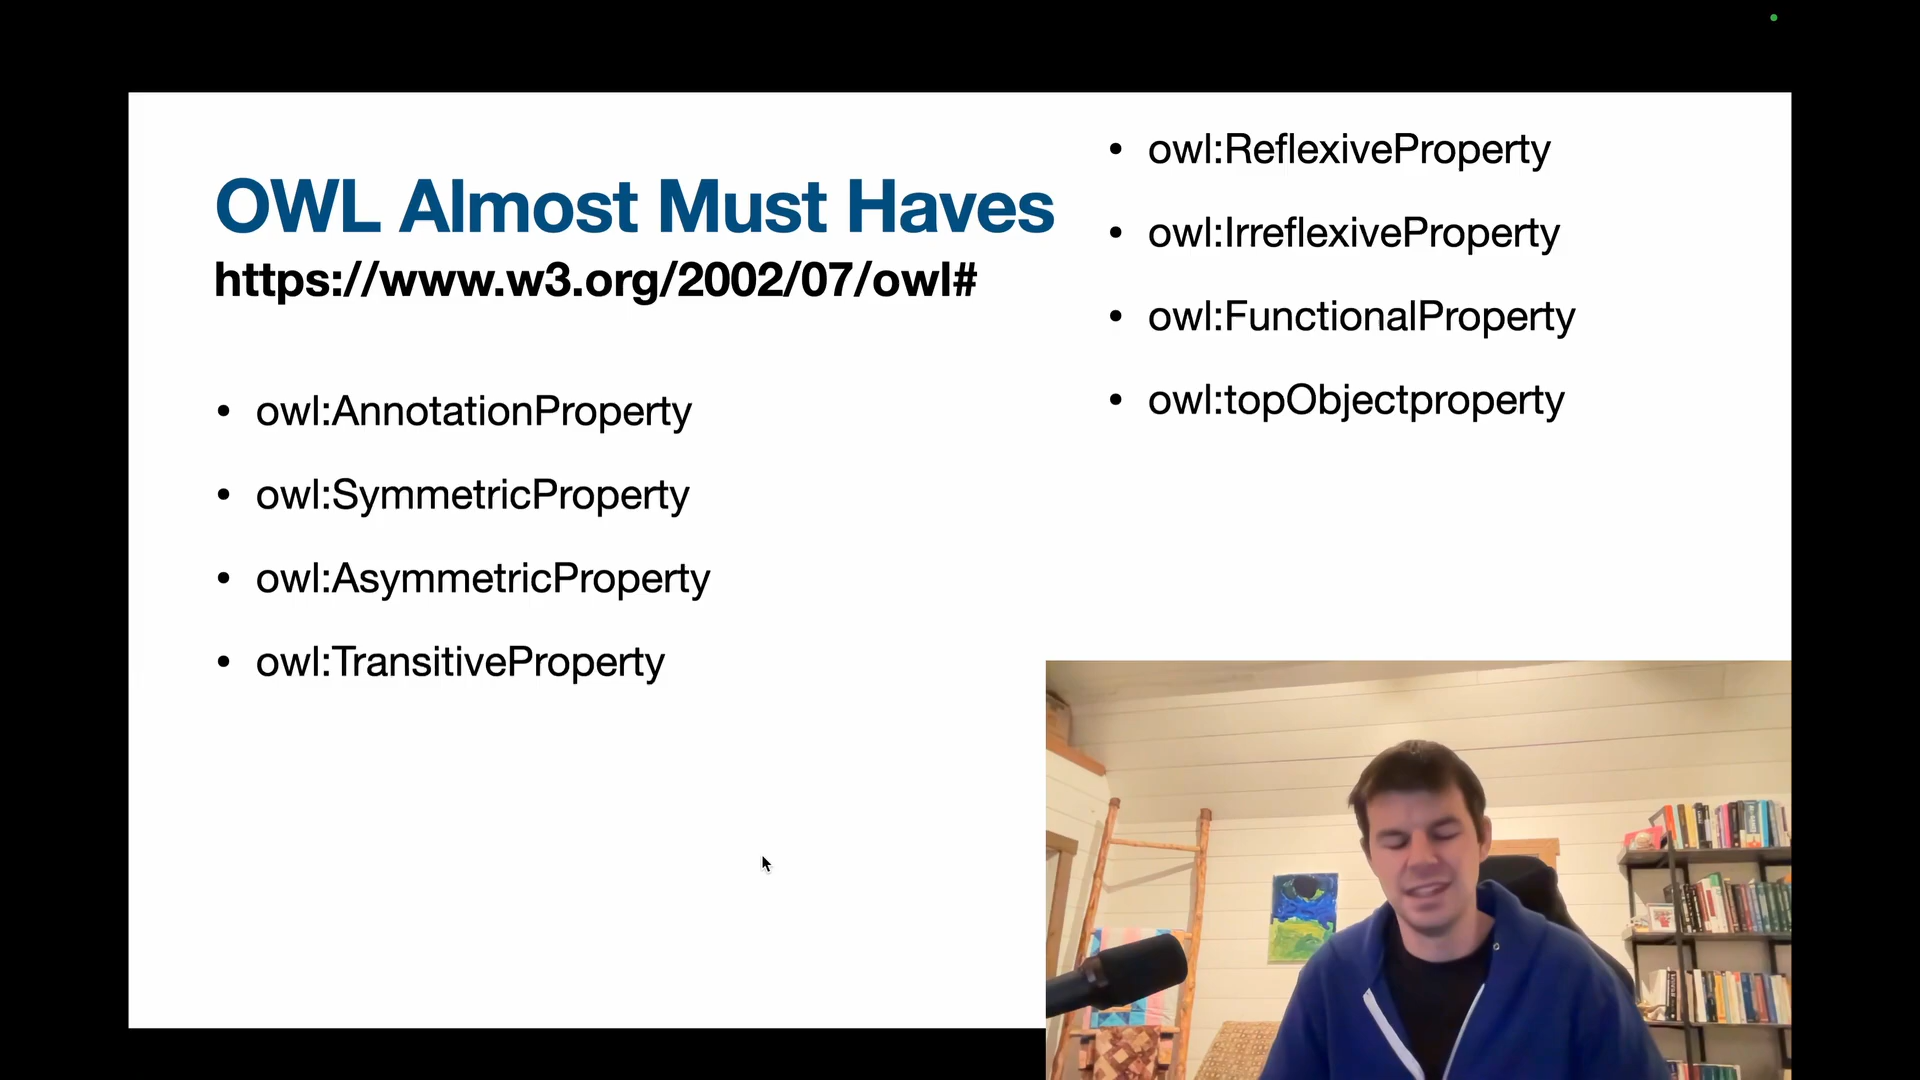 OWL Almost Must Haves
https://www.w3.org/2002/07/owl#
• owl:AnnotationProperty
• owl:SymmetricProperty
• owl:AsymmetricProperty
• owl:TransitiveProperty
• owl:ReflexiveProperty
• owl:IrreflexiveProperty
• owl:FunctionalProperty
• owl:topObjectproperty